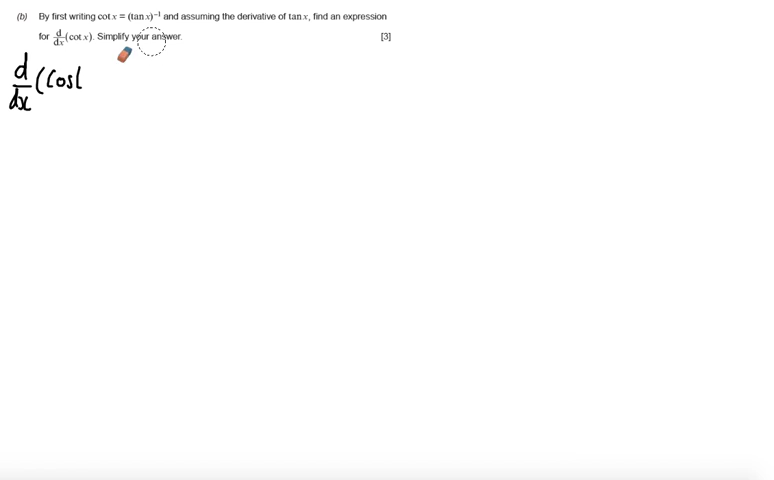 (b) By first writing cot x = (tan x)⁻¹ and assuming the derivative of tan x, find an expression
for d/dx (cot x). Simplify your answer. [3]
d/dx (cos(